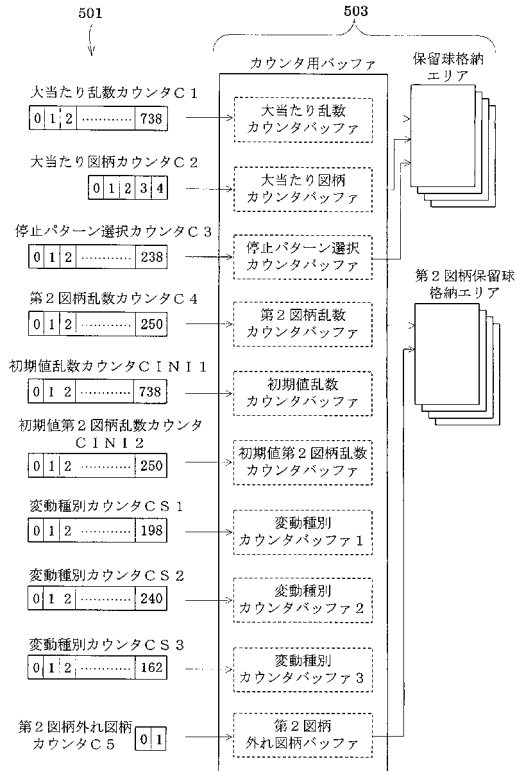 501
503
カウンタ用バッファ
保留球格納
エリア
大当たり乱数カウンタC1
0 1 2 ………… 738
大当たり乱数
カウンタバッファ
大当たり図柄カウンタC2
0 1 2 3 4
大当たり図柄
カウンタバッファ
停止パターン選択カウンタC3
0 1 2 ………… 238
停止パターン選択
カウンタバッファ
第2図柄保留球
格納エリア
第2図柄乱数カウンタC4
0 1 2 ………… 250
第2図柄乱数
カウンタバッファ
初期値乱数カウンタCINI1
0 1 2 ………… 738
初期値乱数
カウンタバッファ
初期値第2図柄乱数カウンタ
CINI2
0 1 2 ………… 250
初期値第2図柄乱数
カウンタバッファ
変動種別カウンタCS1
0 1 2 ………… 198
変動種別
カウンタバッファ1
変動種別カウンタCS2
0 1 2 ………… 240
変動種別
カウンタバッファ2
変動種別カウンタCS3
0 1 2 ………… 162
変動種別
カウンタバッファ3
第2図柄外れ図柄
カウンタC5
0 1
第2図柄
外れ図柄バッファ